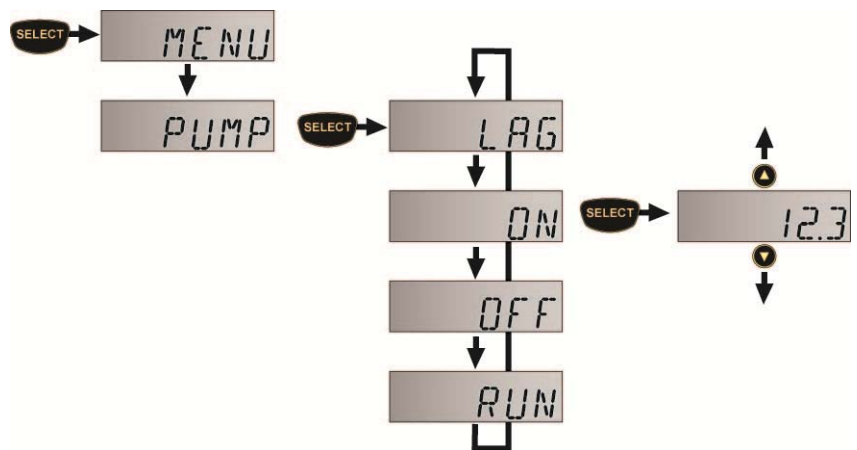 SELECT
MENU
PUMP
SELECT
LAG
ON
SELECT
12.3
OFF
RUN